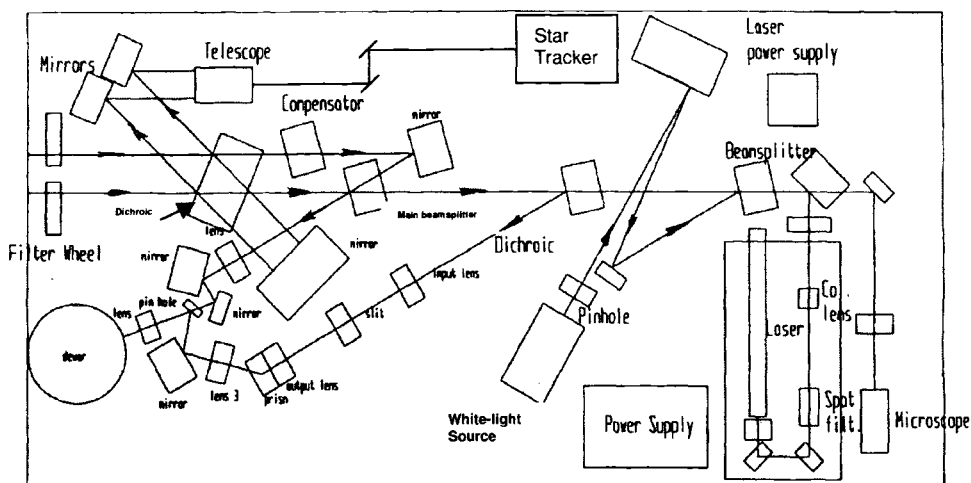 Mirrors
Telescope
Star
Tracker
Laser
power supply
Compensator
mirror
Beamsplitter
Dichroic
Main beamsplitter
lens
Filter Wheel
mirror
mirror
Dichroic
input lens
lens
pin hole
mirror
slit
Pinhole
Co.
lens
Laser
dewar
mirror
lens 3
prism
output lens
White-light
Source
Power Supply
Spat
filt.
Microscope